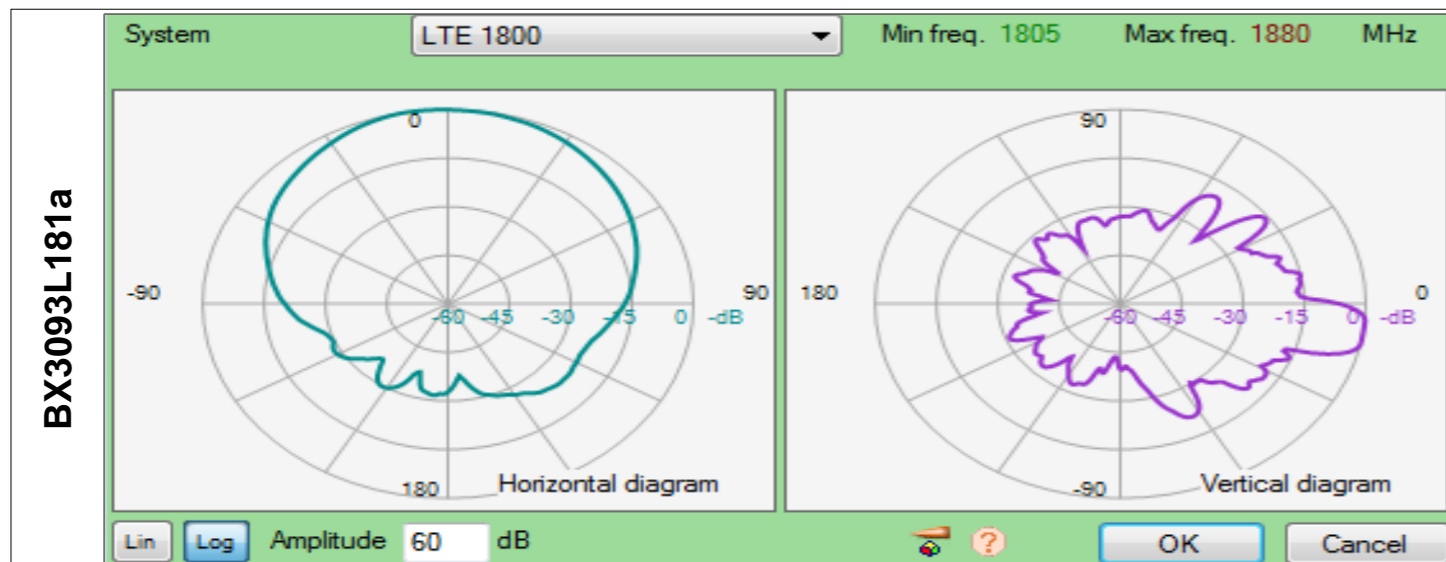 BX3093L181a
System LTE 1800 Min freq. 1805 Max freq. 1880 MHz
0
-90 90
-60 -45 -30 -15 0 -dB
180 Horizontal diagram
90
180 0
-60 -45 -30 -15 0 -dB
-90 Vertical diagram
Lin Log Amplitude 60 dB ? OK Cancel